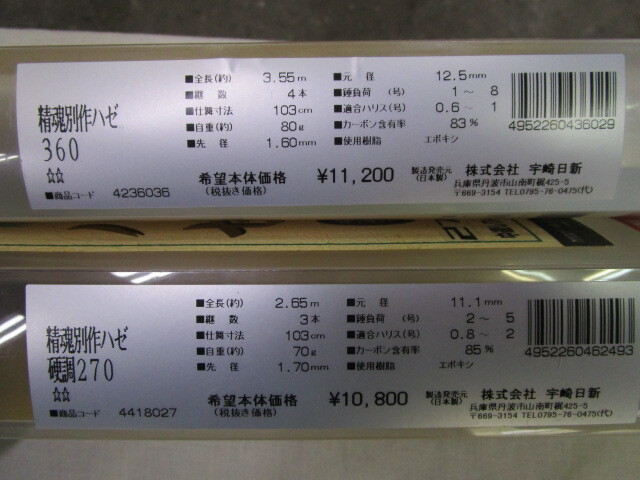 精魂別作ハゼ
360
☆☆
■商品コード 4236036
■全長(約) 3.55m
■継数 4本
■仕舞寸法 103cm
■自重(約) 80g
■先径 1.60mm
■元径 12.5mm
■錘負荷(号) 1～8
■適合ハリス(号) 0.6～1
■カーボン含有率 83%
■使用樹脂 エポキシ
希望本体価格
(税抜き価格)
¥11,200
製造発売元
(日本製)
株式会社 宇崎日新
兵庫県丹波市山南町梶425-5
〒669-3154 TEL0795-76-0475(代)
4952260436029
精魂別作ハゼ
硬調270
☆☆
■商品コード 4418027
■全長(約) 2.65m
■継数 3本
■仕舞寸法 103cm
■自重(約) 70g
■先径 1.70mm
■元径 11.1mm
■錘負荷(号) 2～5
■適合ハリス(号) 0.8～2
■カーボン含有率 85%
■使用樹脂 エポキシ
希望本体価格
(税抜き価格)
¥10,800
製造発売元
(日本製)
株式会社 宇崎日新
兵庫県丹波市山南町梶425-5
〒669-3154 TEL0795-76-0475(代)
4952260462493